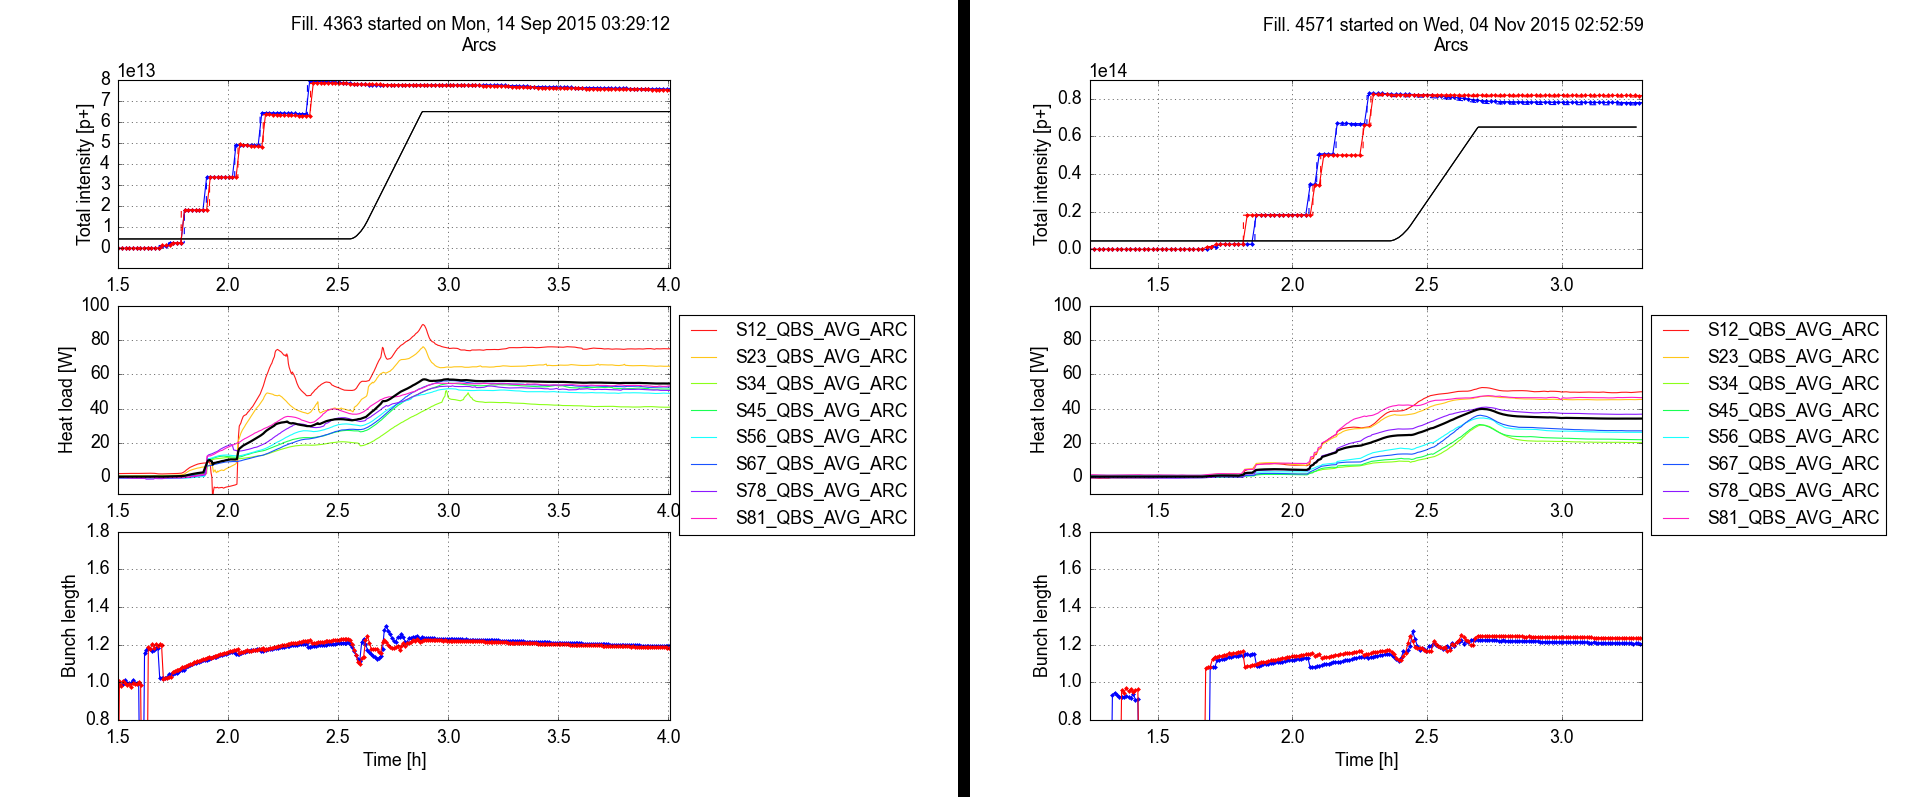 Fill. 4363 started on Mon, 14 Sep 2015 03:29:12
Arcs
1e13
Total intensity [p+]
8
7
6
5
4
3
2
1
0
1.5 2.0 2.5 3.0 3.5 4.0
Heat load [W]
100
80
60
40
20
0
1.5 2.0 2.5 3.0 3.5 4.0
S12_QBS_AVG_ARC
S23_QBS_AVG_ARC
S34_QBS_AVG_ARC
S45_QBS_AVG_ARC
S56_QBS_AVG_ARC
S67_QBS_AVG_ARC
S78_QBS_AVG_ARC
S81_QBS_AVG_ARC
Bunch length
1.8
1.6
1.4
1.2
1.0
0.8
1.5 2.0 2.5 3.0 3.5 4.0
Time [h]
Fill. 4571 started on Wed, 04 Nov 2015 02:52:59
Arcs
1e14
Total intensity [p+]
0.8
0.6
0.4
0.2
0.0
1.5 2.0 2.5 3.0
Heat load [W]
100
80
60
40
20
0
1.5 2.0 2.5 3.0
S12_QBS_AVG_ARC
S23_QBS_AVG_ARC
S34_QBS_AVG_ARC
S45_QBS_AVG_ARC
S56_QBS_AVG_ARC
S67_QBS_AVG_ARC
S78_QBS_AVG_ARC
S81_QBS_AVG_ARC
Bunch length
1.8
1.6
1.4
1.2
1.0
0.8
1.5 2.0 2.5 3.0
Time [h]